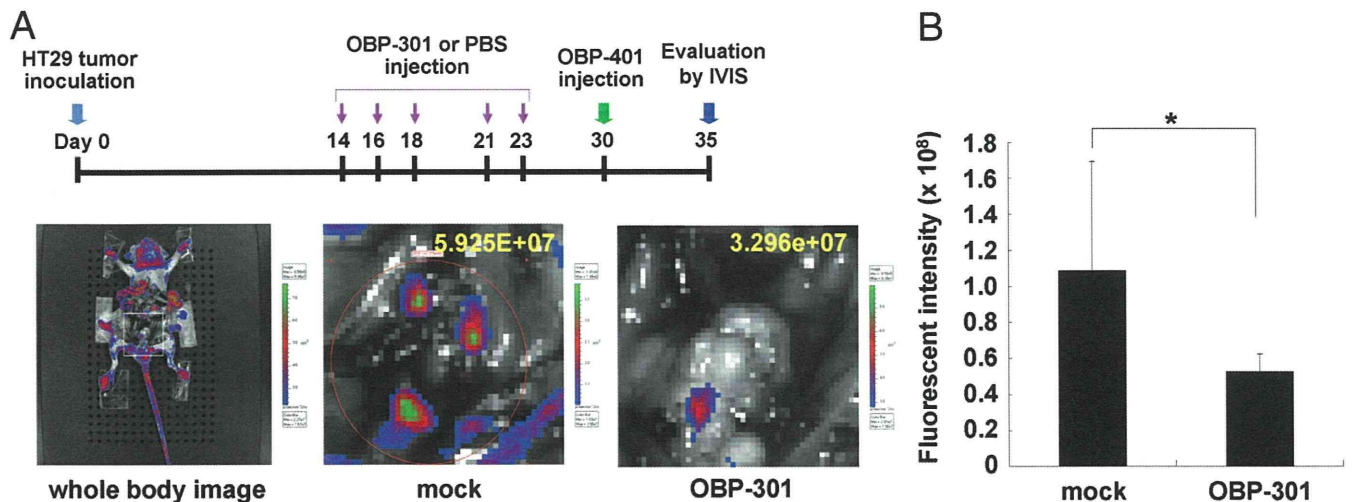 A
HT29 tumor
inoculation
OBP-301 or PBS
injection
OBP-401
injection
Evaluation
by IVIS
Day 0
14 16 18 21 23 30 35
5.925E+07
3.296e+07
whole body image
mock
OBP-301
B
*
Fluorescent intensity (x 10⁸)
1.8
1.6
1.4
1.2
1.0
0.8
0.6
0.4
0.2
0
mock
OBP-301